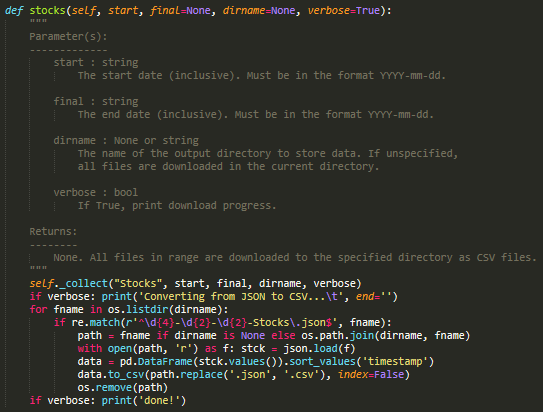 def stocks(self, start, final=None, dirname=None, verbose=True):
    """
    Parameter(s):
    -------------
        start : string
            The start date (inclusive). Must be in the format YYYY-mm-dd.

        final : string
            The end date (inclusive). Must be in the format YYYY-mm-dd.

        dirname : None or string
            The name of the output directory to store data. If unspecified,
            all files are downloaded in the current directory.

        verbose : bool
            If True, print download progress.

    Returns:
    --------
        None. All files in range are downloaded to the specified directory as CSV files.
    """
    self._collect("Stocks", start, final, dirname, verbose)
    if verbose: print('Converting from JSON to CSV...\t', end='')
    for fname in os.listdir(dirname):
        if re.match(r'^\d{4}-\d{2}-\d{2}-Stocks\.json$', fname):
            path = fname if dirname is None else os.path.join(dirname, fname)
            with open(path, 'r') as f: stck = json.load(f)
            data = pd.DataFrame(stck.values()).sort_values('timestamp')
            data.to_csv(path.replace('.json', '.csv'), index=False)
            os.remove(path)
    if verbose: print('done!')